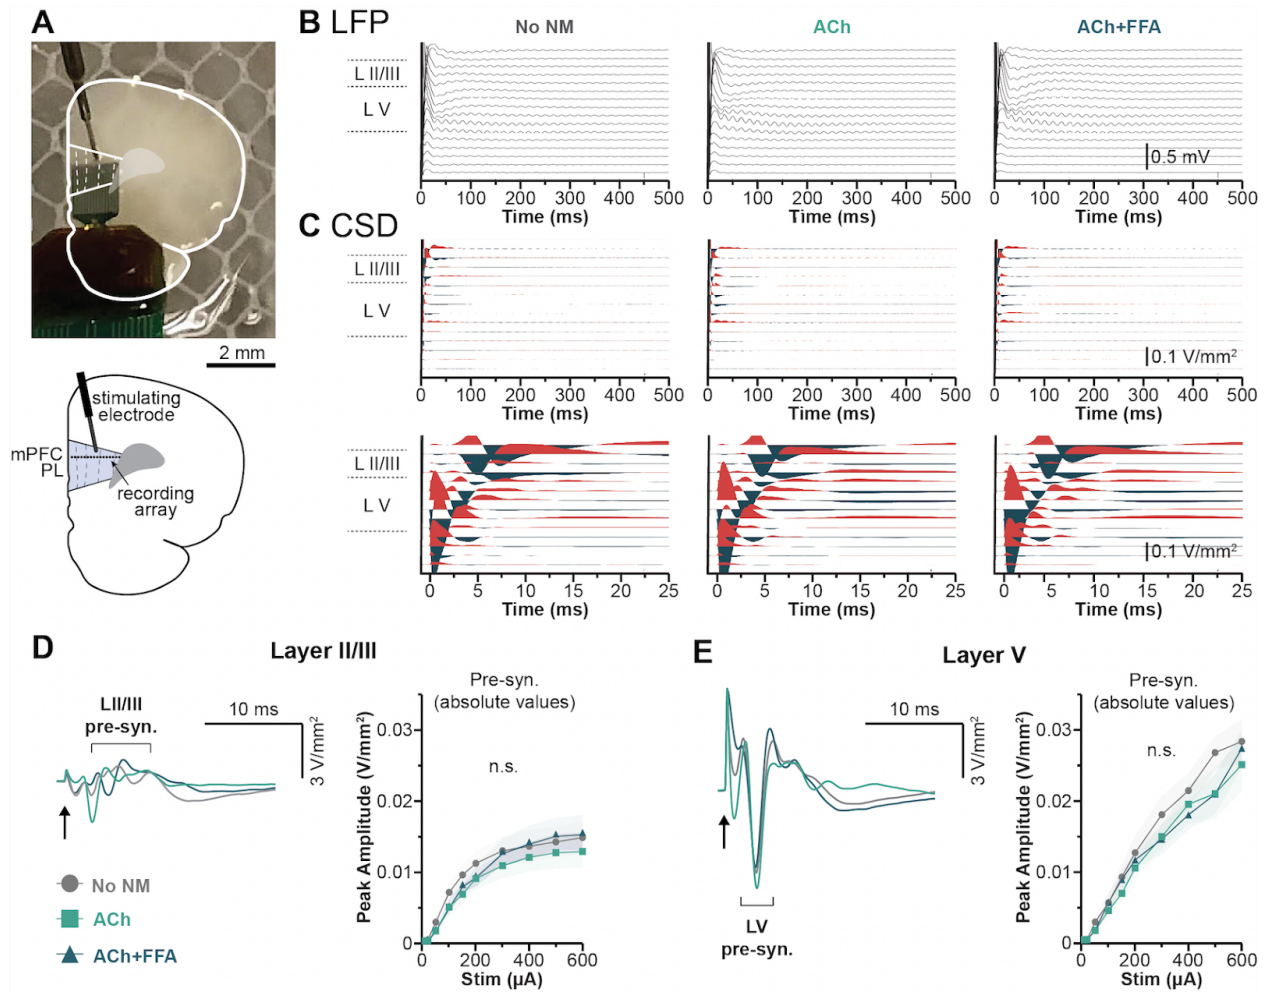 A
2 mm
stimulating
electrode
mPFC
PL
recording
array
B LFP
No NM
ACh
ACh+FFA
L II/III
L V
0.5 mV
0 100 200 300 400 500
0 100 200 300 400 500
0 100 200 300 400 500
Time (ms)
Time (ms)
Time (ms)
C CSD
L II/III
L V
0.1 V/mm²
0 100 200 300 400 500
0 100 200 300 400 500
0 100 200 300 400 500
Time (ms)
Time (ms)
Time (ms)
L II/III
L V
0.1 V/mm²
0 5 10 15 20 25
0 5 10 15 20 25
0 5 10 15 20 25
Time (ms)
Time (ms)
Time (ms)
D
Layer II/III
LII/III
pre-syn.
10 ms
3 V/mm²
No NM
ACh
ACh+FFA
Pre-syn.
(absolute values)
n.s.
Peak Amplitude (V/mm²)
0.03
0.02
0.01
0
0 200 400 600
Stim (µA)
E
Layer V
10 ms
3 V/mm²
LV
pre-syn.
Pre-syn.
(absolute values)
n.s.
Peak Amplitude (V/mm²)
0.03
0.02
0.01
0
0 200 400 600
Stim (µA)